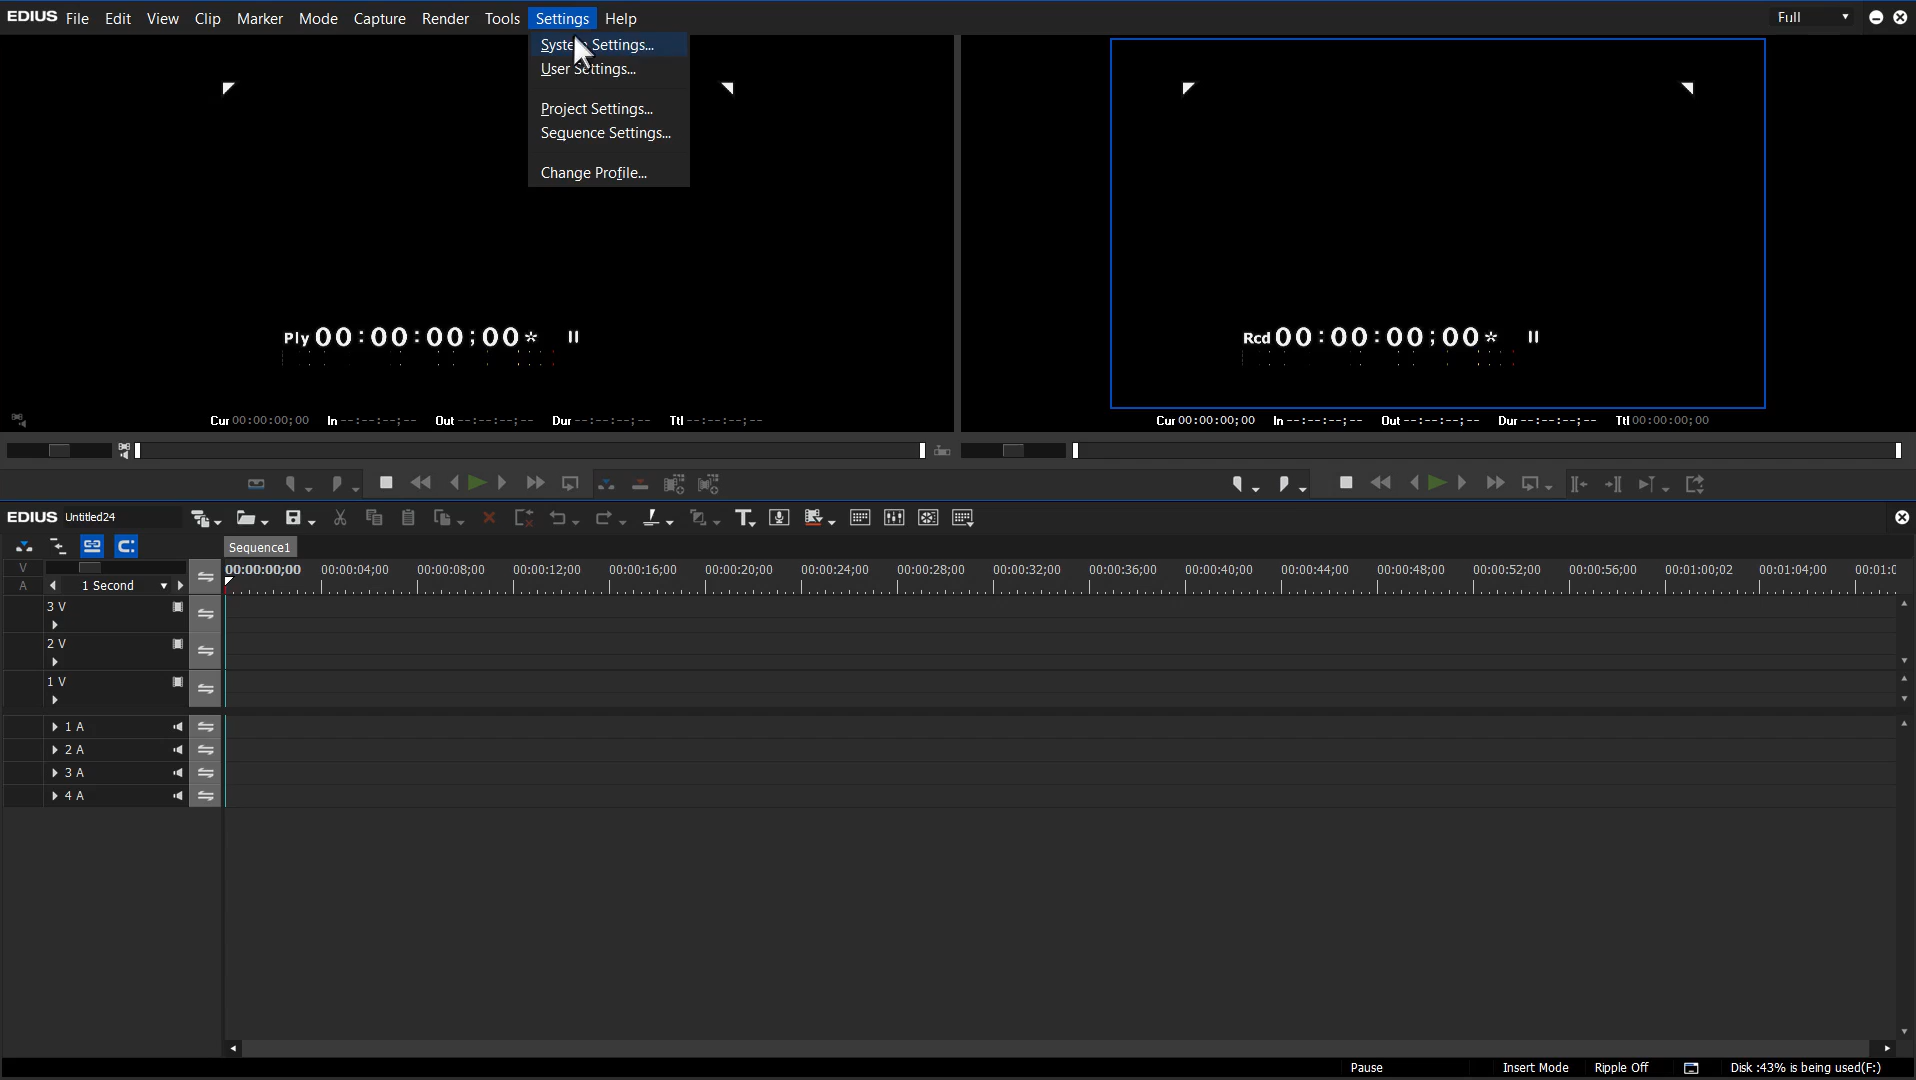 EDIUS File Edit View Clip Marker Mode Capture Render Tools Settings Help Full
Settings...
User Settings...
Project Settings...
Sequence Settings...
Change Profile...
Ply 00:00:00;00* II
Rcd 00:00:00;00* II
Cur 00:00:00;00 In --:--:--;-- Out --:--:--;-- Dur --:--:--;-- Ttl --:--:--;--
Cur 00:00:00;00 In --:--:--;-- Out --:--:--;-- Dur --:--:--;-- Ttl 00:00:00;00
EDIUS Untitled24
Sequence1
V
00:00:00;00 00:00:04;00 00:00:08;00 00:00:12;00 00:00:16;00 00:00:20;00 00:00:24;00 00:00:28;00 00:00:32;00 00:00:36;00 00:00:40;00 00:00:44;00 00:00:48;00 00:00:52;00 00:00:56;00 00:01:00;02 00:01:04;00 00:01:0
A 1 Second
3 V
2 V
1 V
1 A
2 A
3 A
4 A
Pause Insert Mode Ripple Off Disk :43% is being used(F:)